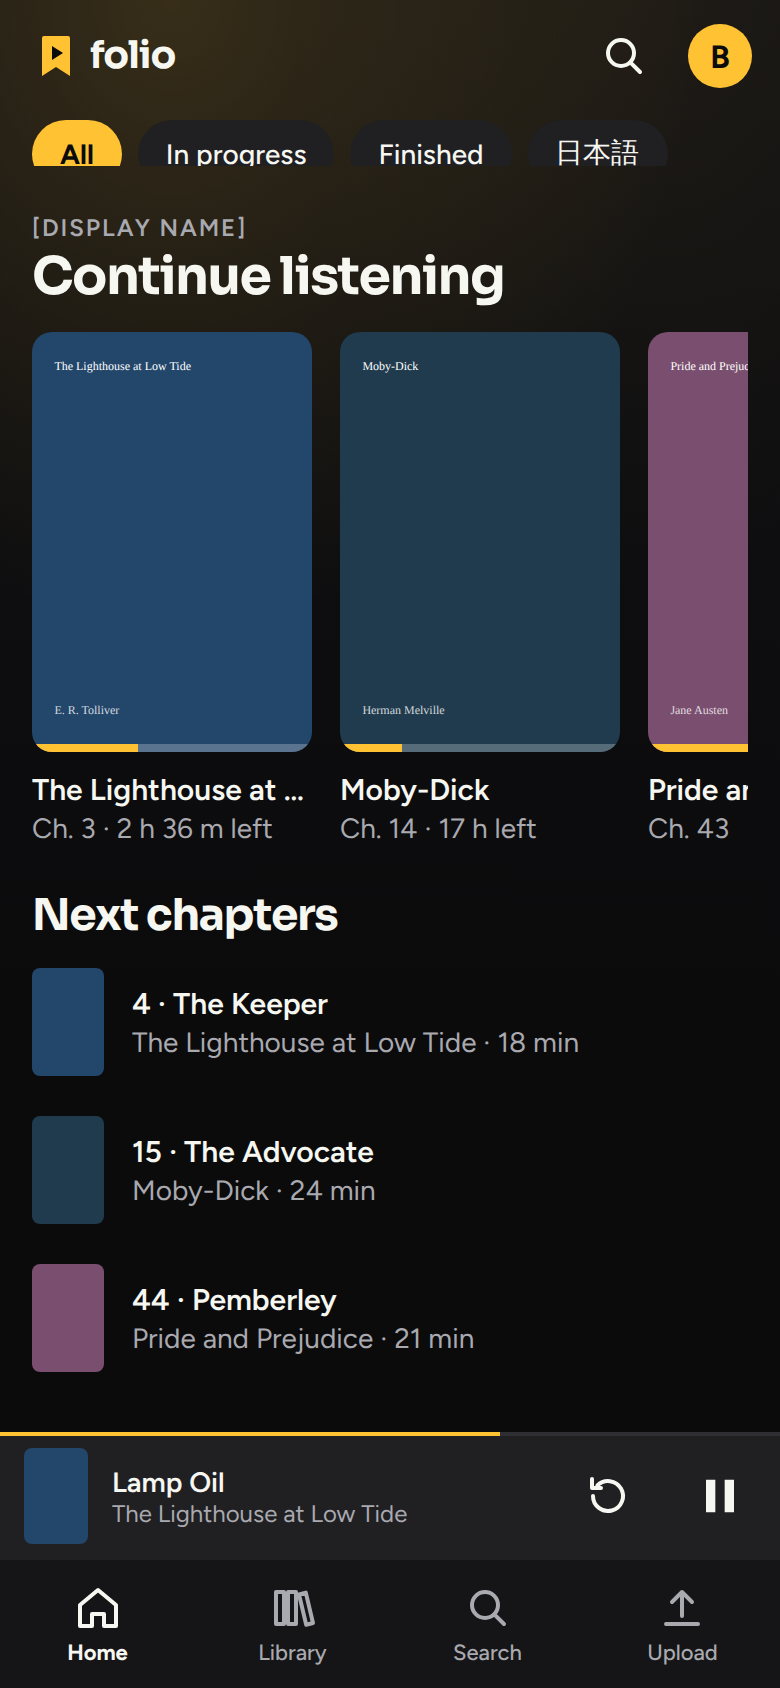 folio
B
All
In progress
Finished
日本語
[DISPLAY NAME]
Continue listening
The Lighthouse at Low Tide
E. R. Tolliver
Moby-Dick
Herman Melville
Pride and Prejud
Jane Austen
The Lighthouse at ...
Ch. 3 · 2 h 36 m left
Moby-Dick
Ch. 14 · 17 h left
Pride ar
Ch. 43
Next chapters
4 · The Keeper
The Lighthouse at Low Tide · 18 min
15 · The Advocate
Moby-Dick · 24 min
44 · Pemberley
Pride and Prejudice · 21 min
Lamp Oil
The Lighthouse at Low Tide
Home
Library
Search
Upload